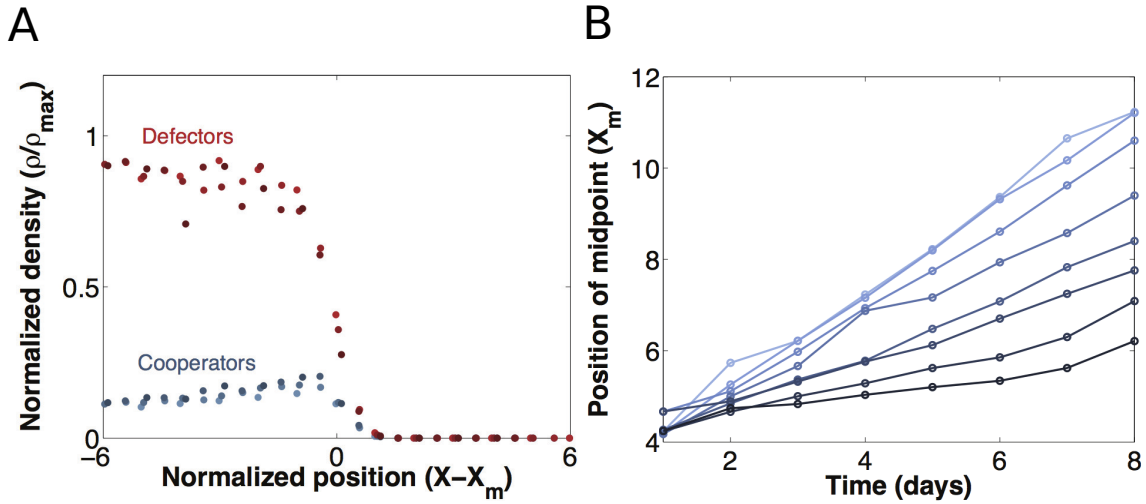 A
Normalized density (ρ/ρmax)
1
0.5
0
Defectors
Cooperators
-6
0
6
Normalized position (X-Xm)
B
Position of midpoint (Xm)
12
10
8
6
4
2
4
6
8
Time (days)